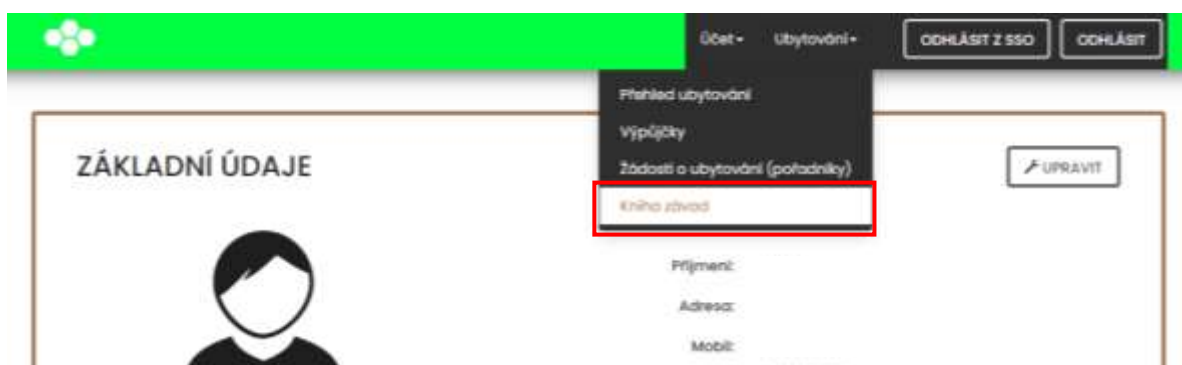 Účet Ubytování ODHLÁSIT Z SSO ODHLÁSIT
Přehled ubytování
Výpůjčky
Žádosti o ubytování (pořadníky)
Kniha závad
ZÁKLADNÍ ÚDAJE
UPRAVIT
Příjmení:
Adresa:
Mobil: